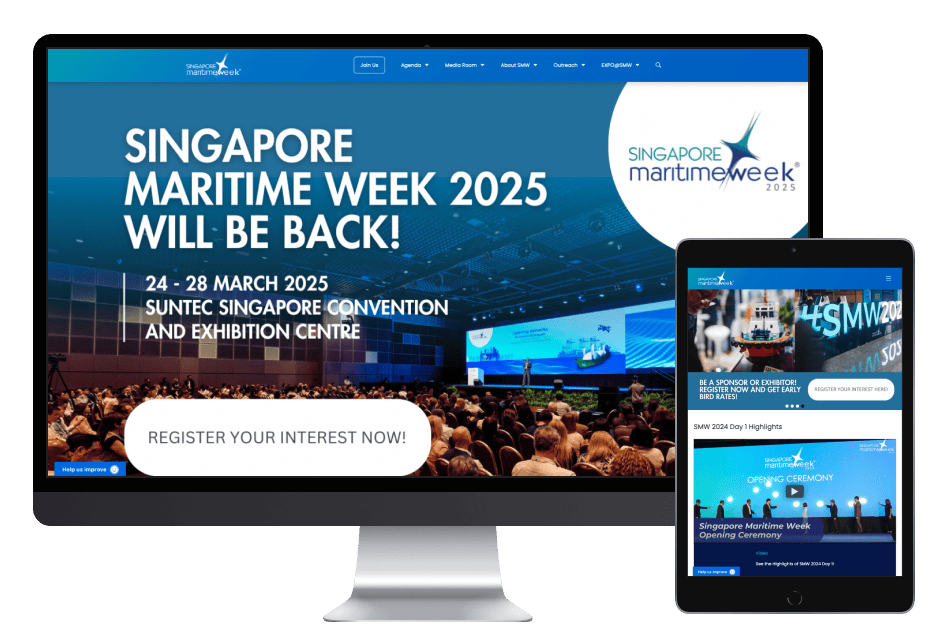 SINGAPORE
maritimeweek
Join Us
Agenda
Media Room
About SMW
Outreach
EXPO@SMW
SINGAPORE
MARITIME WEEK 2025
WILL BE BACK!
24 - 28 MARCH 2025
SUNTEC SINGAPORE CONVENTION
AND EXHIBITION CENTRE
REGISTER YOUR INTEREST NOW!
Help us improve
SINGAPORE
maritimeweek®
2025
SINGAPORE
maritimeweek
#SMW202
BE A SPONSOR OR EXHIBITOR!
REGISTER NOW AND GET EARLY
BIRD RATES!
REGISTER YOUR INTEREST HERE!
SMW 2024 Day 1 Highlights
SINGAPORE
maritimeweek
SINGAPORE
maritimeweek
OPENING CEREMONY
Singapore Maritime Week
Opening Ceremony
Video
See the Highlights of SMW 2024 Day 1!
Help us improve